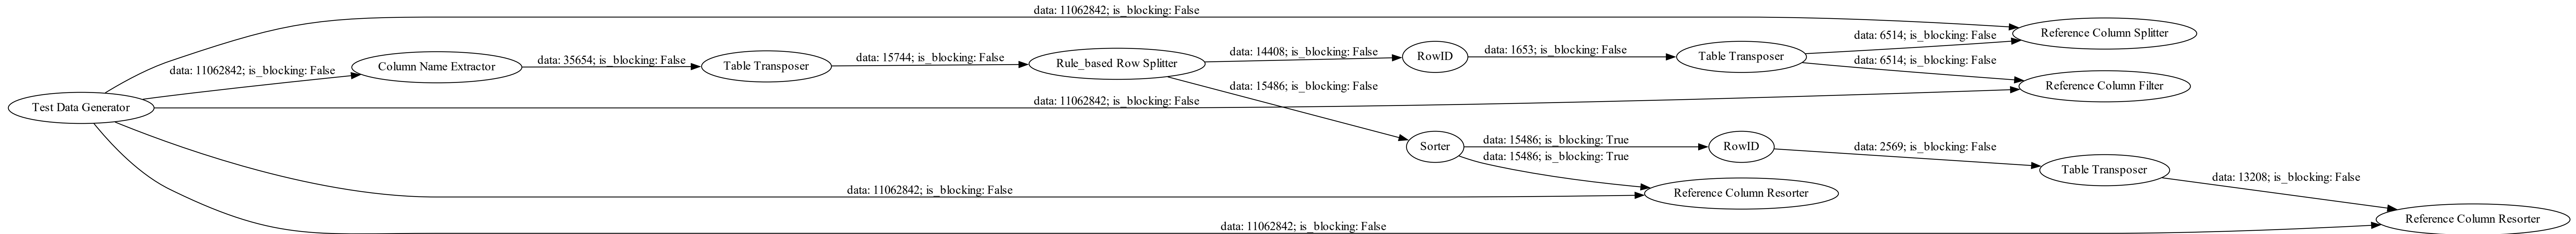 data: 11062842; is_blocking: False
Reference Column Splitter
data: 6514; is_blocking: False
data: 14408; is_blocking: False
data: 1653; is_blocking: False
data: 15744; is_blocking: False
data: 35654; is_blocking: False
RowID
Table Transposer
Rule_based Row Splitter
Table Transposer
Column Name Extractor
data: 11062842; is_blocking: False
data: 6514; is_blocking: False
data: 15486; is_blocking: False
Reference Column Filter
data: 11062842; is_blocking: False
Test Data Generator
data: 15486; is_blocking: True
Sorter
RowID
data: 2569; is_blocking: False
data: 15486; is_blocking: True
Table Transposer
data: 13208; is_blocking: False
data: 11062842; is_blocking: False
Reference Column Resorter
Reference Column Resorter
data: 11062842; is_blocking: False